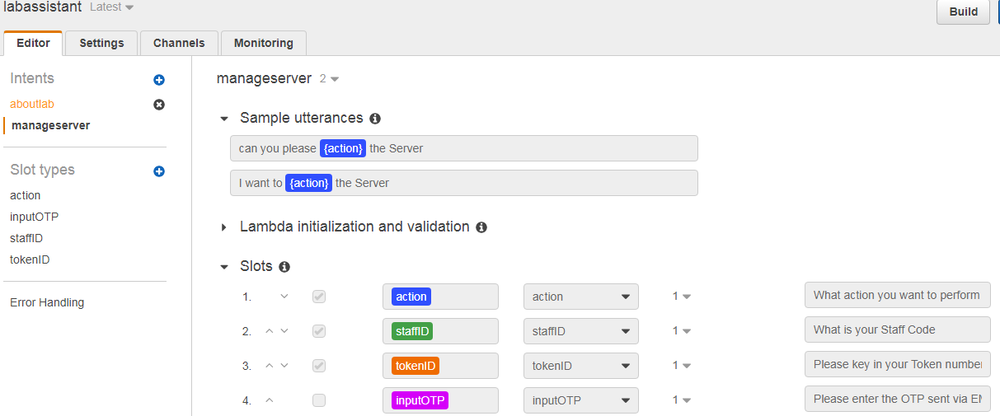 labassistant Latest
Build
Editor Settings Channels Monitoring
Intents
aboutlab
manageserver
Slot types
action
inputOTP
staffID
tokenID
Error Handling
manageserver 2
Sample utterances
can you please {action} the Server
I want to {action} the Server
Lambda initialization and validation
Slots
1. action action 1 What action you want to perform
2. staffID staffID 1 What is your Staff Code
3. tokenID tokenID 1 Please key in your Token number
4. inputOTP inputOTP 1 Please enter the OTP sent via